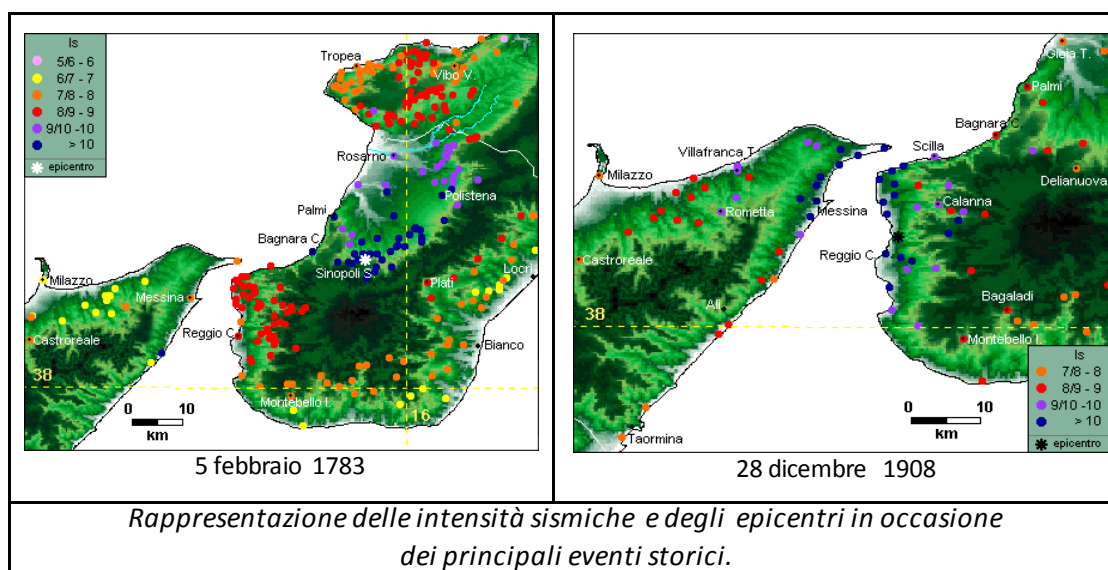 Is
5/6 - 6
6/7 - 7
7/8 - 8
8/9 - 9
9/10 -10
> 10
epicentro
Tropea
Vibo V.
Rosarno
Polistena
Palmi
Bagnara C.
Sinopoli S.
Locri
Platì
Milazzo
Messina
Castroreale
Reggio C.
Bianco
38
Montebello I.
16
0 10
km
5 febbraio 1783
Gioia T.
Palmi
Bagnara C.
Scilla
Villafranca T.
Milazzo
Delianuova
Rometta
Messina
Calanna
Castroreale
Reggio C.
Alì
Bagaladi
38
Montebello I.
Is
7/8 - 8
8/9 - 9
9/10 -10
> 10
epicentro
0 10
km
Taormina
28 dicembre 1908
Rappresentazione delle intensità sismiche e degli epicentri in occasione
dei principali eventi storici.